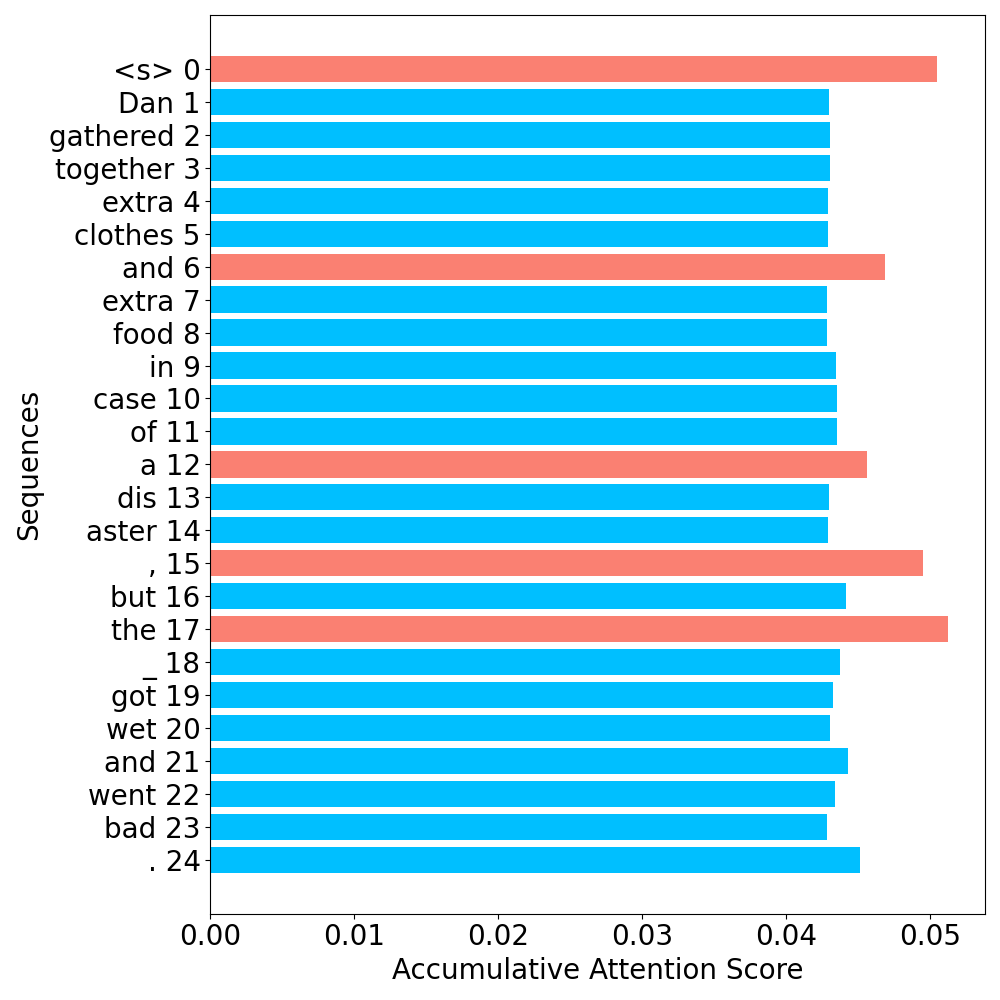 <s> 0
Dan 1
gathered 2
together 3
extra 4
clothes 5
and 6
extra 7
food 8
in 9
case 10
of 11
a 12
dis 13
aster 14
, 15
but 16
the 17
_ 18
got 19
wet 20
and 21
went 22
bad 23
. 24
Sequences
0.00 0.01 0.02 0.03 0.04 0.05
Accumulative Attention Score